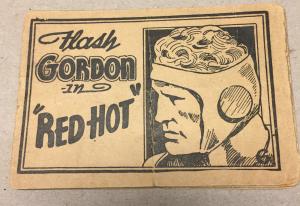 Flash
GORDON
-in-
"RED-HOT"